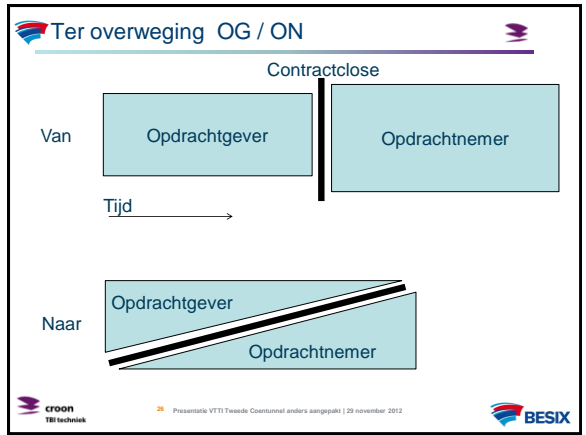 Ter overweging OG / ON
Contractclose
Van
Opdrachtgever
Opdrachtnemer
Tijd
Opdrachtgever
Naar
Opdrachtnemer
croon
TBI techniek
26 Presentatie VTTI Tweede Coentunnel anders aangepakt | 29 november 2012
BESIX